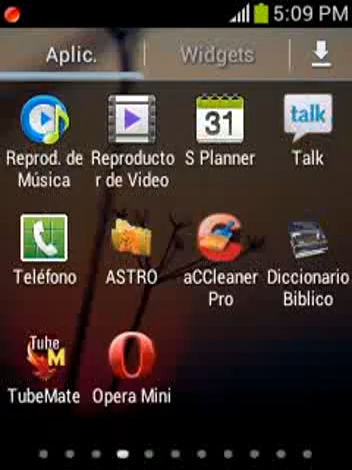 5:09 PM
Aplic.
Widgets
31
talk
Reprod. de
Música
Reproducto
r de Video
S Planner
Talk
Teléfono
ASTRO
aCCleaner
Pro
Diccionario
Biblico
Tube
M
TubeMate
Opera Mini